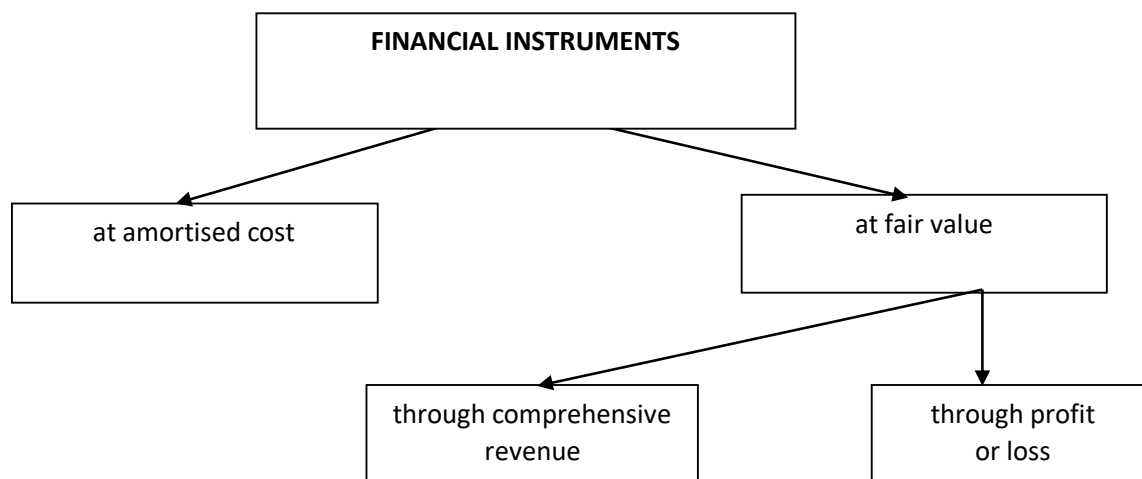 FINANCIAL INSTRUMENTS
at amortised cost
at fair value
through comprehensive
revenue
through profit
or loss